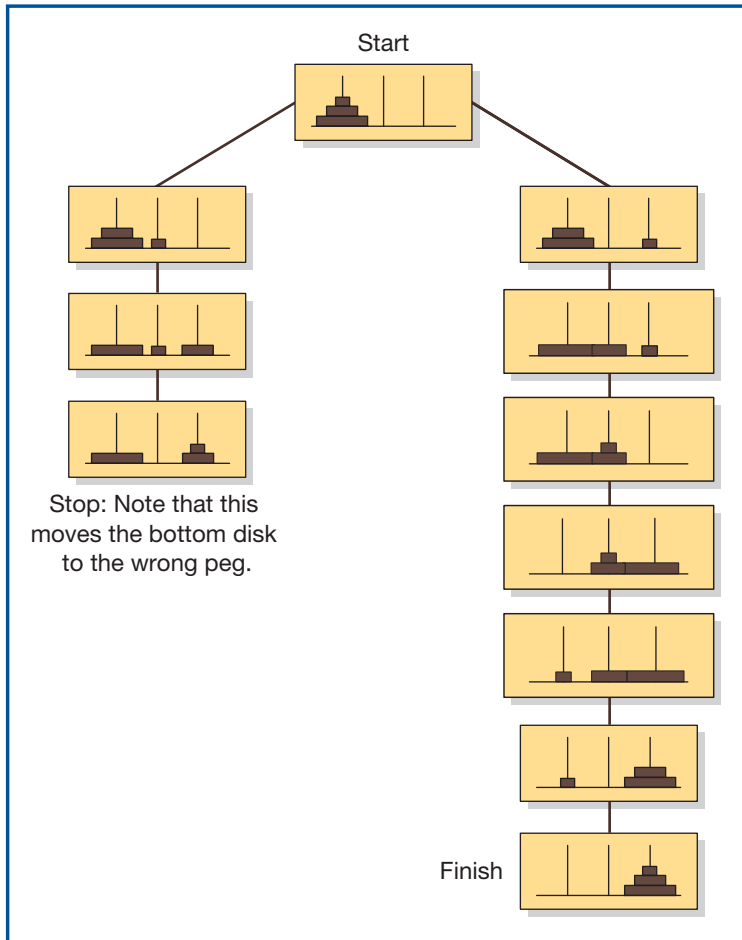 Start
Stop: Note that this
moves the bottom disk
to the wrong peg.
Finish